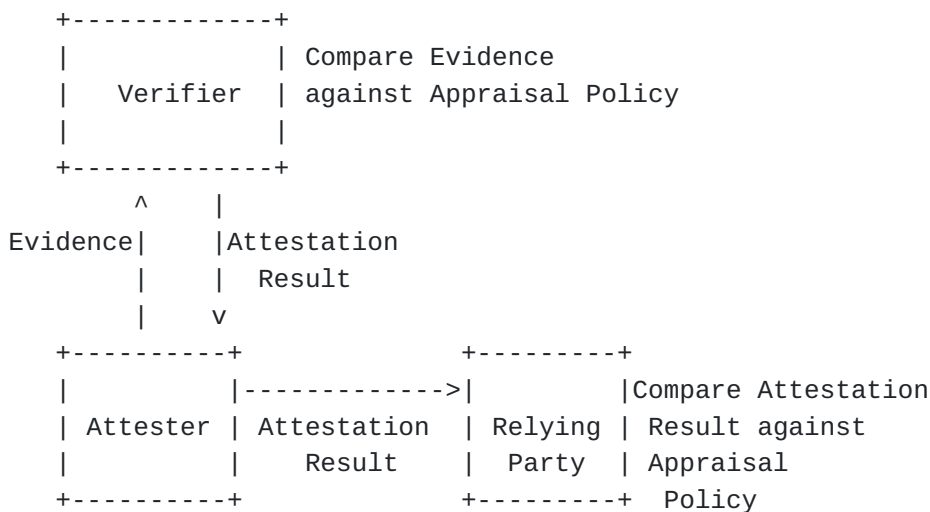 Compare Evidence
Verifier against Appraisal Policy
Evidence Attestation
Result
Compare Attestation
Attester Attestation Relying Result against
Result Party Appraisal
Policy